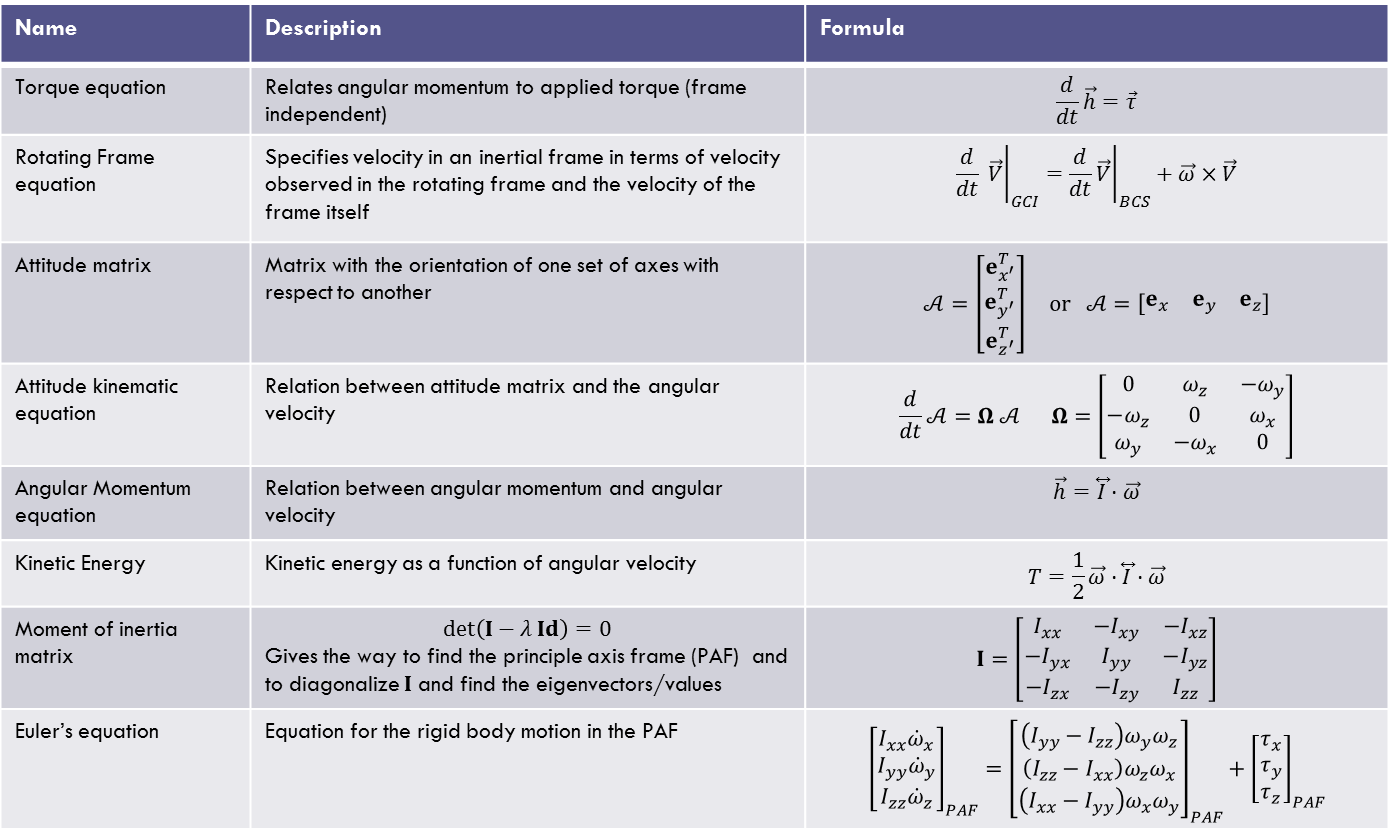 Name Description Formula
Torque equation
Relates angular momentum to applied torque (frame
independent)
d/dt h⃗ = τ⃗
Rotating Frame
equation
Specifies velocity in an inertial frame in terms of velocity
observed in the rotating frame and the velocity of the
frame itself
d/dt V⃗|_GCI = d/dt V⃗|_BCS + ω⃗ × V⃗
Attitude matrix
Matrix with the orientation of one set of axes with
respect to another
𝒜 = [e_x'^T; e_y'^T; e_z'^T] or 𝒜 = [e_x e_y e_z]
Attitude kinematic
equation
Relation between attitude matrix and the angular
velocity
d/dt 𝒜 = Ω 𝒜 Ω = [0 ω_z −ω_y; −ω_z 0 ω_x; ω_y −ω_x 0]
Angular Momentum
equation
Relation between angular momentum and angular
velocity
h⃗ = I⃡ · ω⃗
Kinetic Energy
Kinetic energy as a function of angular velocity
T = 1/2 ω⃗ · I⃡ · ω⃗
Moment of inertia
matrix
det(I − λ Id) = 0
Gives the way to find the principle axis frame (PAF) and
to diagonalize I and find the eigenvectors/values
I = [I_xx −I_xy −I_xz; −I_yx I_yy −I_yz; −I_zx −I_zy I_zz]
Euler's equation
Equation for the rigid body motion in the PAF
[I_xx ω̇_x; I_yy ω̇_y; I_zz ω̇_z]_PAF = [(I_yy − I_zz)ω_y ω_z; (I_zz − I_xx)ω_z ω_x; (I_xx − I_yy)ω_x ω_y]_PAF + [τ_x; τ_y; τ_z]_PAF